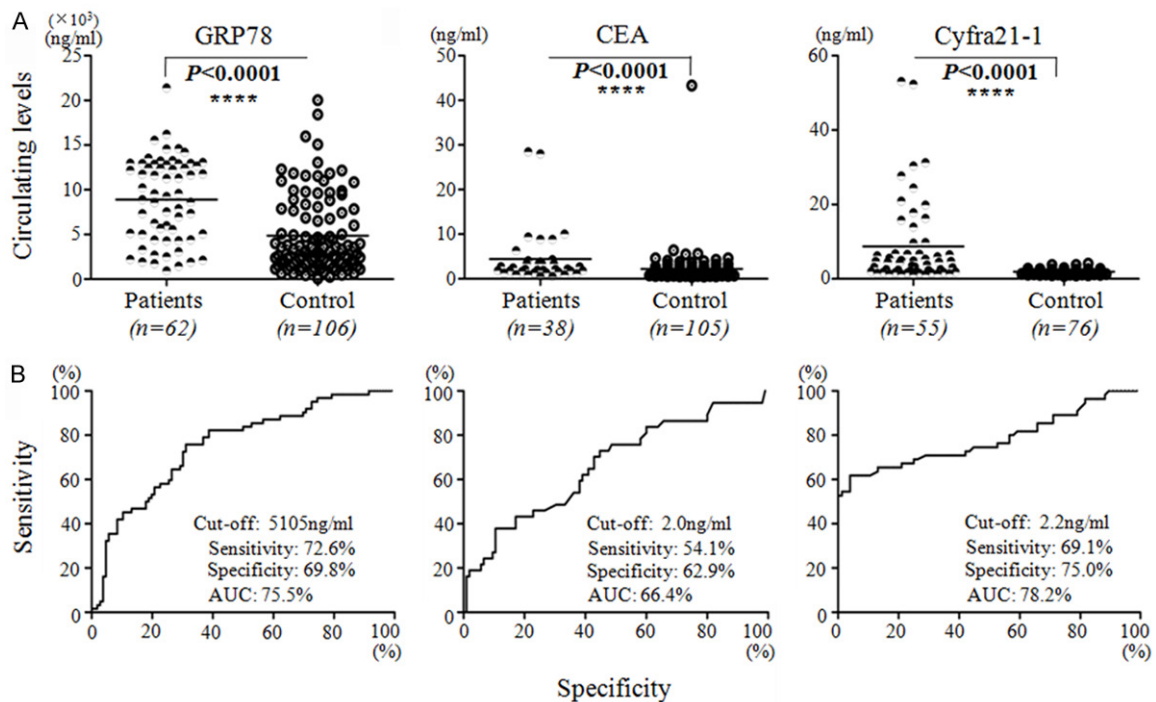 A
(×10³)
(ng/ml)
GRP78
P<0.0001
****
25
20
15
10
5
0
Circulating levels
Patients
(n=62)
Control
(n=106)
(ng/ml)
CEA
P<0.0001
****
50
40
30
20
10
0
Patients
(n=38)
Control
(n=105)
(ng/ml)
Cyfra21-1
P<0.0001
****
60
40
20
0
Patients
(n=55)
Control
(n=76)
B
(%)
100
80
60
40
20
0
Sensitivity
Cut-off: 5105ng/ml
Sensitivity: 72.6%
Specificity: 69.8%
AUC: 75.5%
0 20 40 60 80 100
(%)
(%)
100
80
60
40
20
0
Cut-off: 2.0ng/ml
Sensitivity: 54.1%
Specificity: 62.9%
AUC: 66.4%
0 20 40 60 80 100
(%)
(%)
100
80
60
40
20
0
Cut-off: 2.2ng/ml
Sensitivity: 69.1%
Specificity: 75.0%
AUC: 78.2%
0 20 40 60 80 100
(%)
Specificity